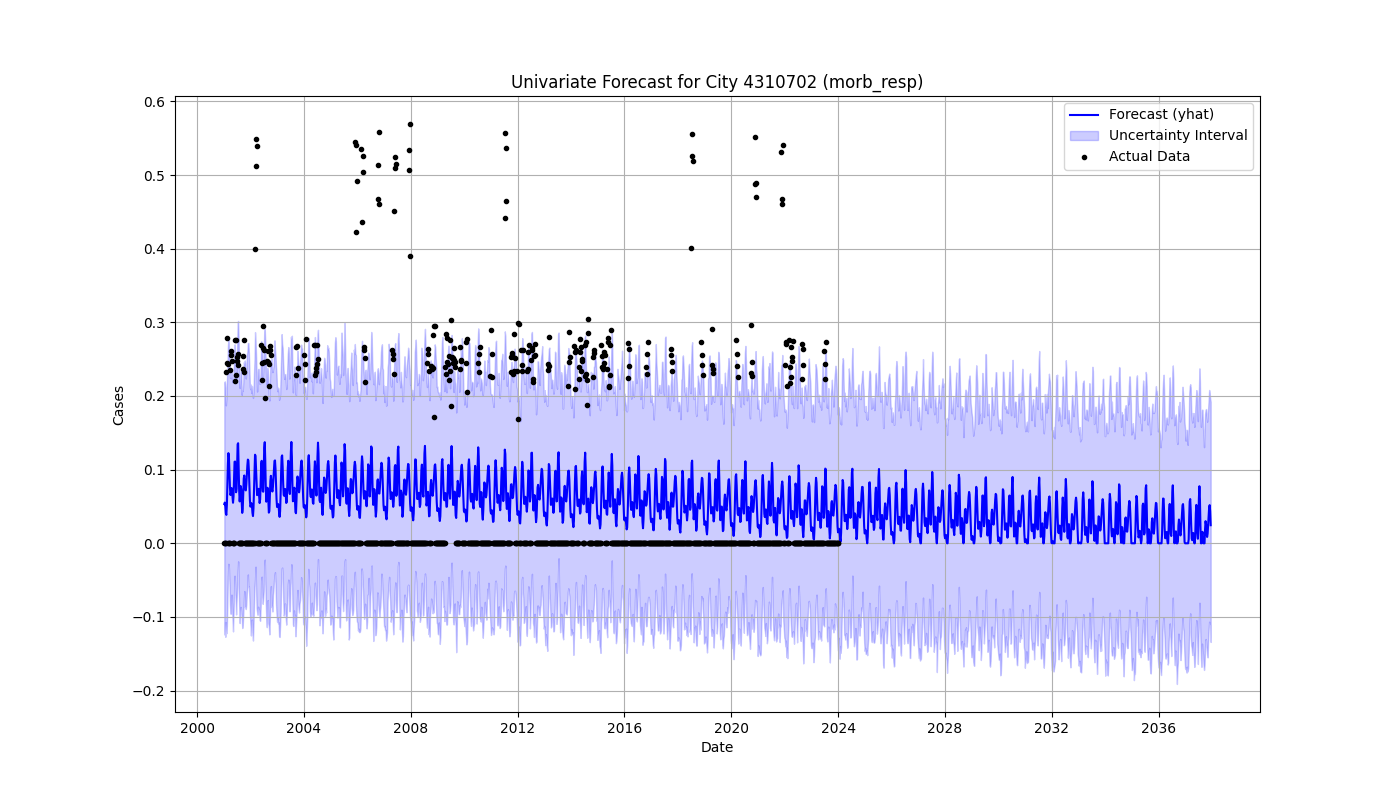 Univariate Forecast for City 4310702 (morb_resp)
Forecast (yhat)
Uncertainty Interval
Actual Data
Cases
0.6
0.5
0.4
0.3
0.2
0.1
0.0
−0.1
−0.2
2000 2004 2008 2012 2016 2020 2024 2028 2032 2036
Date